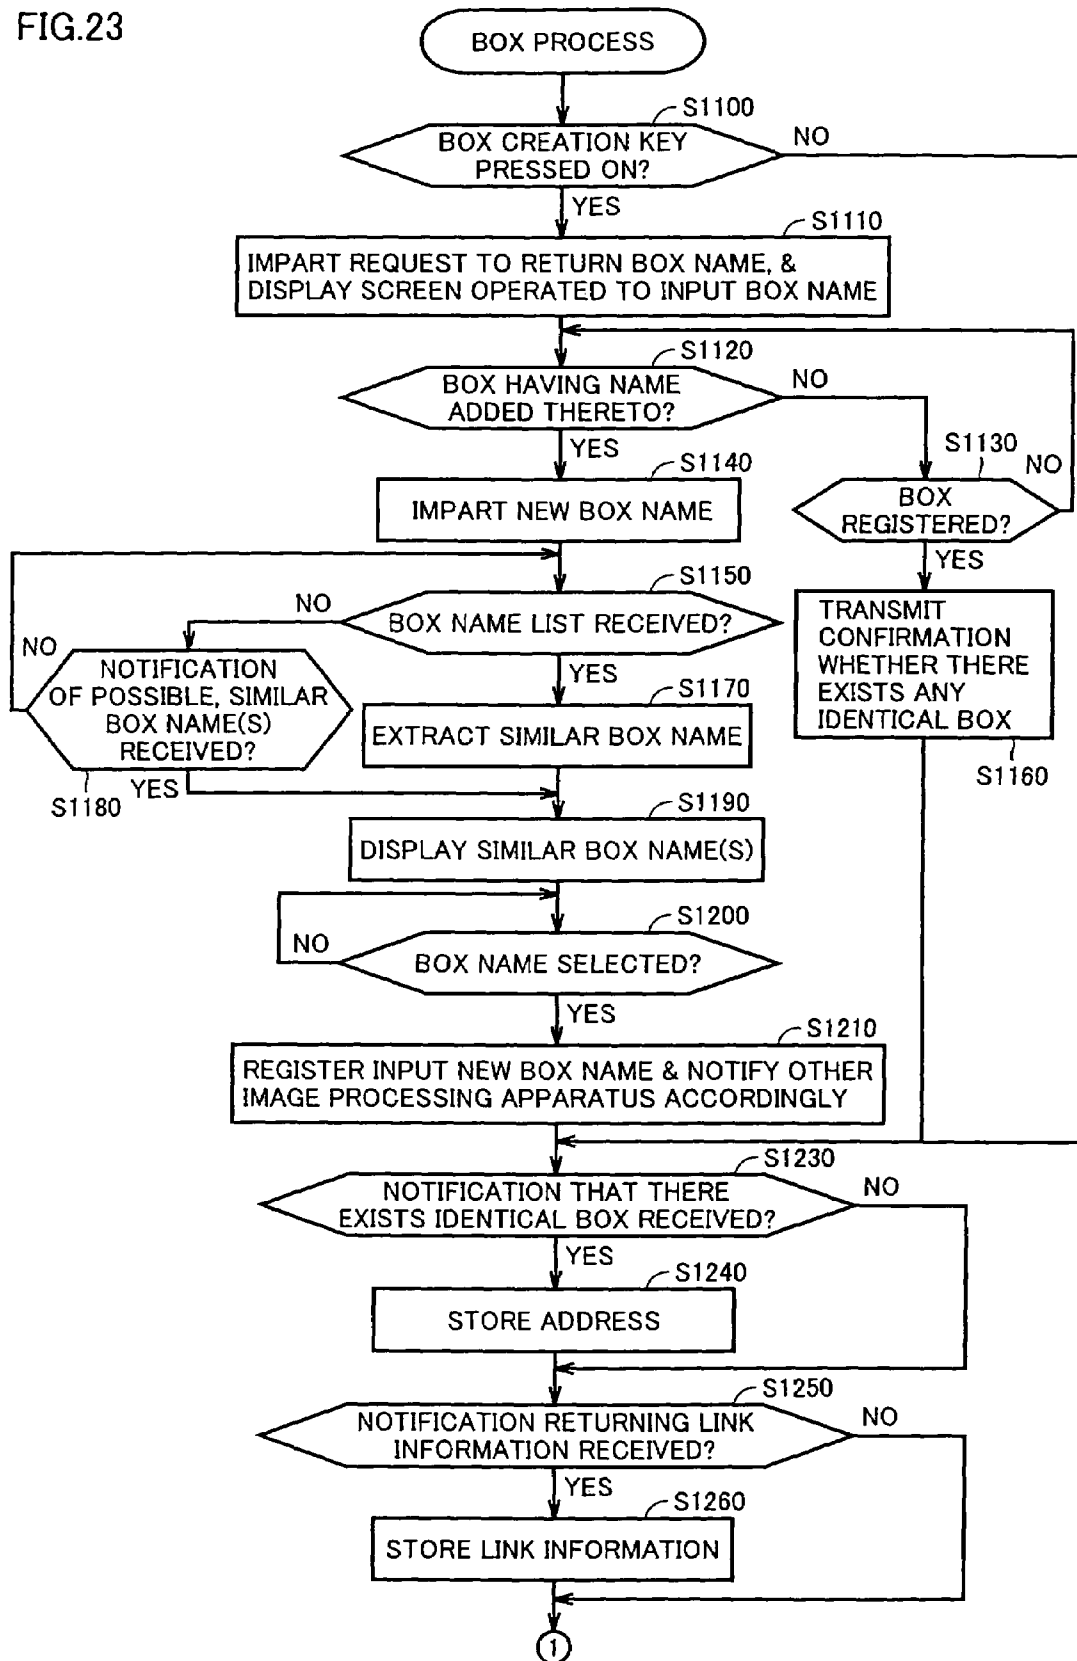 FIG.23
BOX PROCESS
S1100
BOX CREATION KEY
PRESSED ON?
NO
YES
S1110
IMPART REQUEST TO RETURN BOX NAME, &
DISPLAY SCREEN OPERATED TO INPUT BOX NAME
S1120
BOX HAVING NAME
ADDED THERETO?
NO
YES
S1130
BOX
REGISTERED?
NO
YES
S1140
IMPART NEW BOX NAME
S1150
BOX NAME LIST RECEIVED?
NO
YES
TRANSMIT
CONFIRMATION
WHETHER THERE
EXISTS ANY
IDENTICAL BOX
S1160
NO
NOTIFICATION
OF POSSIBLE, SIMILAR
BOX NAME(S)
RECEIVED?
S1180
YES
S1170
EXTRACT SIMILAR BOX NAME
S1190
DISPLAY SIMILAR BOX NAME(S)
S1200
NO
BOX NAME SELECTED?
YES
S1210
REGISTER INPUT NEW BOX NAME & NOTIFY OTHER
IMAGE PROCESSING APPARATUS ACCORDINGLY
S1230
NOTIFICATION THAT THERE
EXISTS IDENTICAL BOX RECEIVED?
NO
YES
S1240
STORE ADDRESS
S1250
NOTIFICATION RETURNING LINK
INFORMATION RECEIVED?
NO
YES
S1260
STORE LINK INFORMATION
1